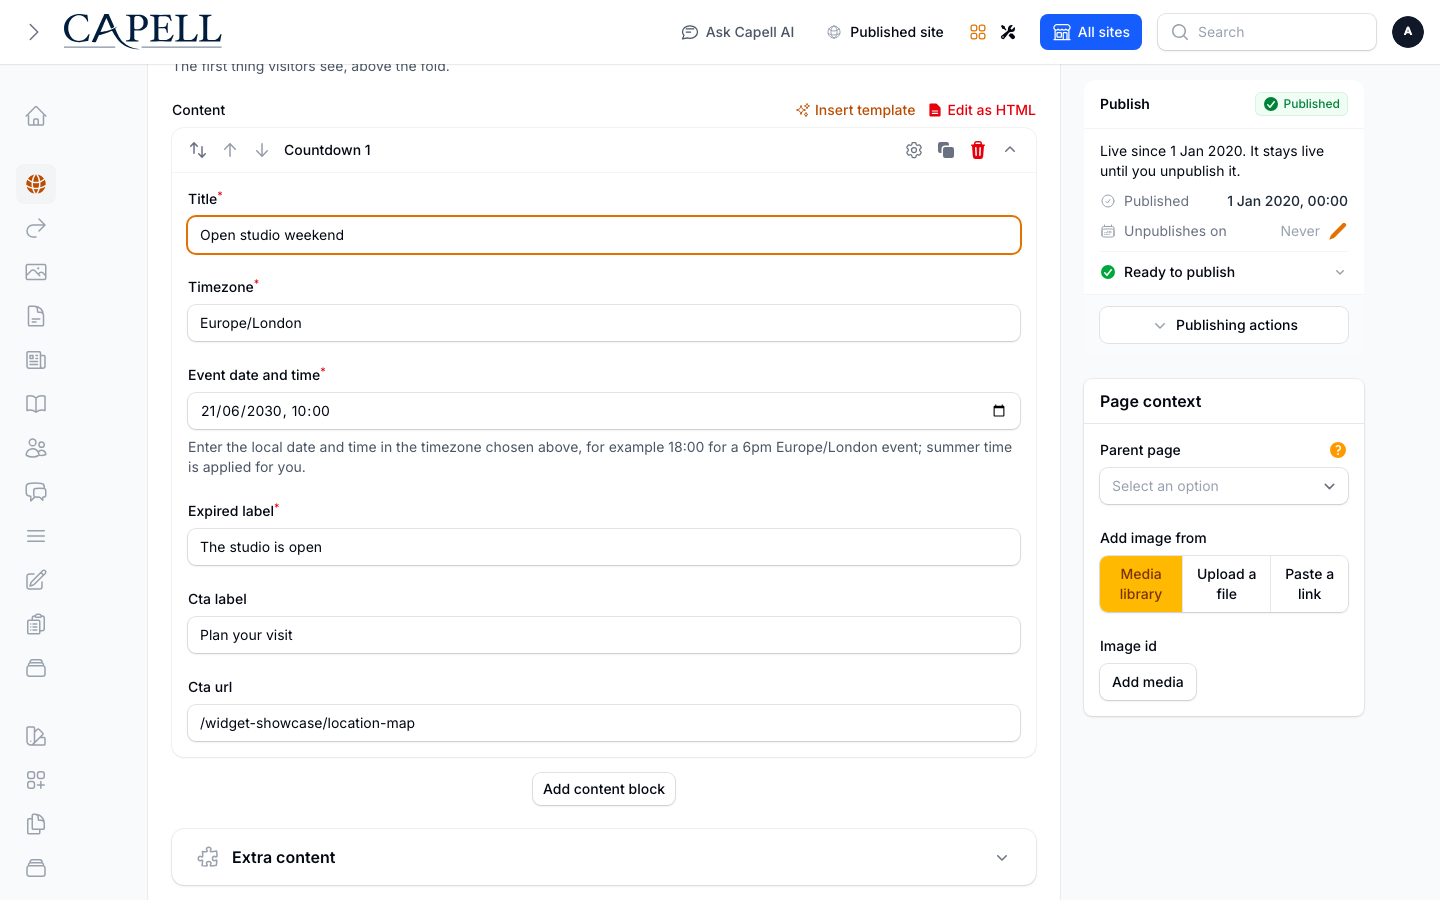 CAPELL
Ask Capell AI
Published site
All sites
Search
A
The first thing visitors see, above the fold.
Content
Insert template
Edit as HTML
Countdown 1
Title*
Open studio weekend
Timezone*
Europe/London
Event date and time*
21/06/2030, 10:00
Enter the local date and time in the timezone chosen above, for example 18:00 for a 6pm Europe/London event; summer time
is applied for you.
Expired label*
The studio is open
Cta label
Plan your visit
Cta url
/widget-showcase/location-map
Add content block
Extra content
Publish
Published
Live since 1 Jan 2020. It stays live
until you unpublish it.
Published 1 Jan 2020, 00:00
Unpublishes on Never
Ready to publish
Publishing actions
Page context
Parent page
?
Select an option
Add image from
Media
library
Upload a
file
Paste a
link
Image id
Add media